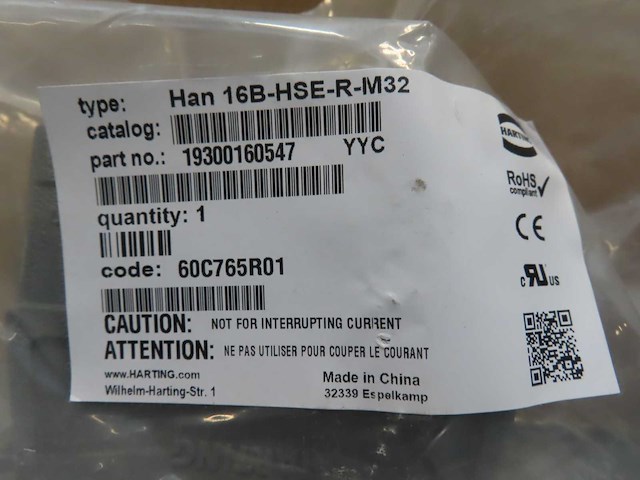 type: Han 16B-HSE-R-M32
catalog:
part no.: 19300160547 YYC
quantity: 1
code: 60C765R01
CAUTION: NOT FOR INTERRUPTING CURRENT
ATTENTION: NE PAS UTILISER POUR COUPER LE COURANT
www.HARTING.com
Wilhelm-Harting-Str. 1
Made in China
32339 Espelkamp
HARTING
RoHS
compliant
CE
c RU US